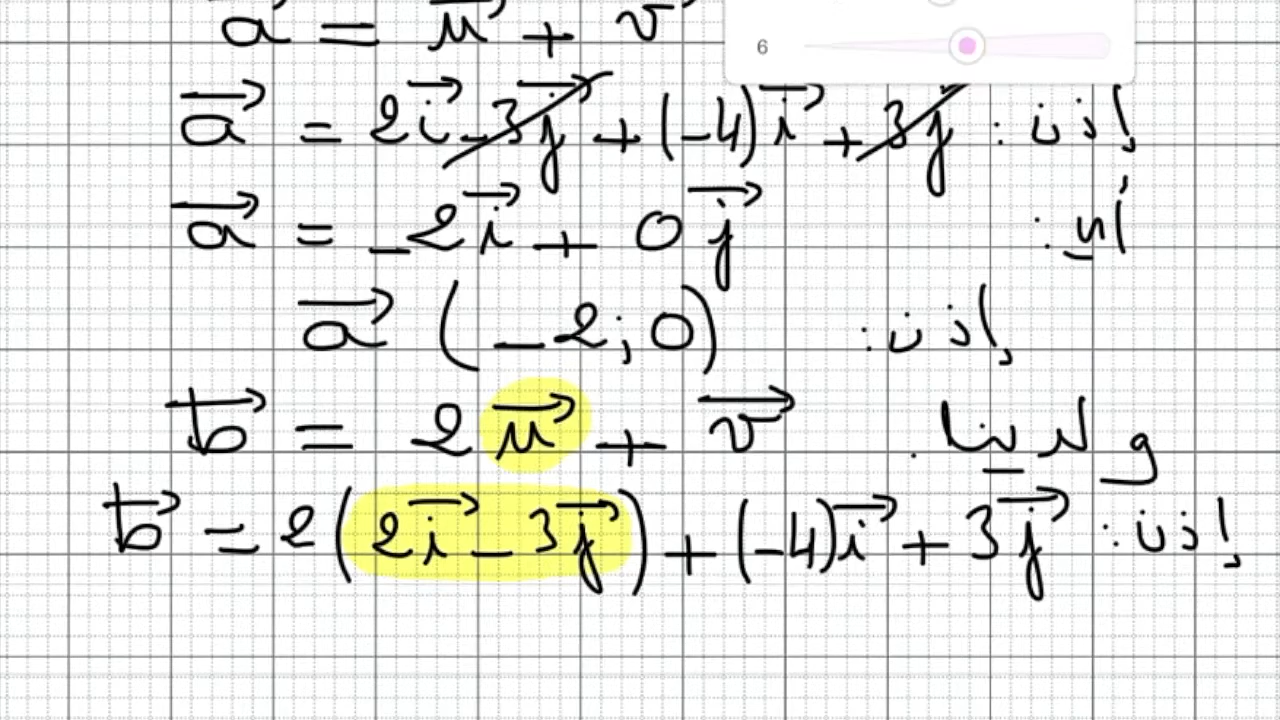 a⃗ = u⃗ + v⃗
6
a⃗ = 2i⃗ - 3j⃗ + (-4)i⃗ + 3j⃗ : إذن
a⃗ = -2i⃗ + 0j⃗ : أي
a⃗ (-2; 0) : إذن
b⃗ = 2u⃗ + v⃗ . و لدينا
b⃗ = 2(2i⃗ - 3j⃗) + (-4)i⃗ + 3j⃗ : إذن